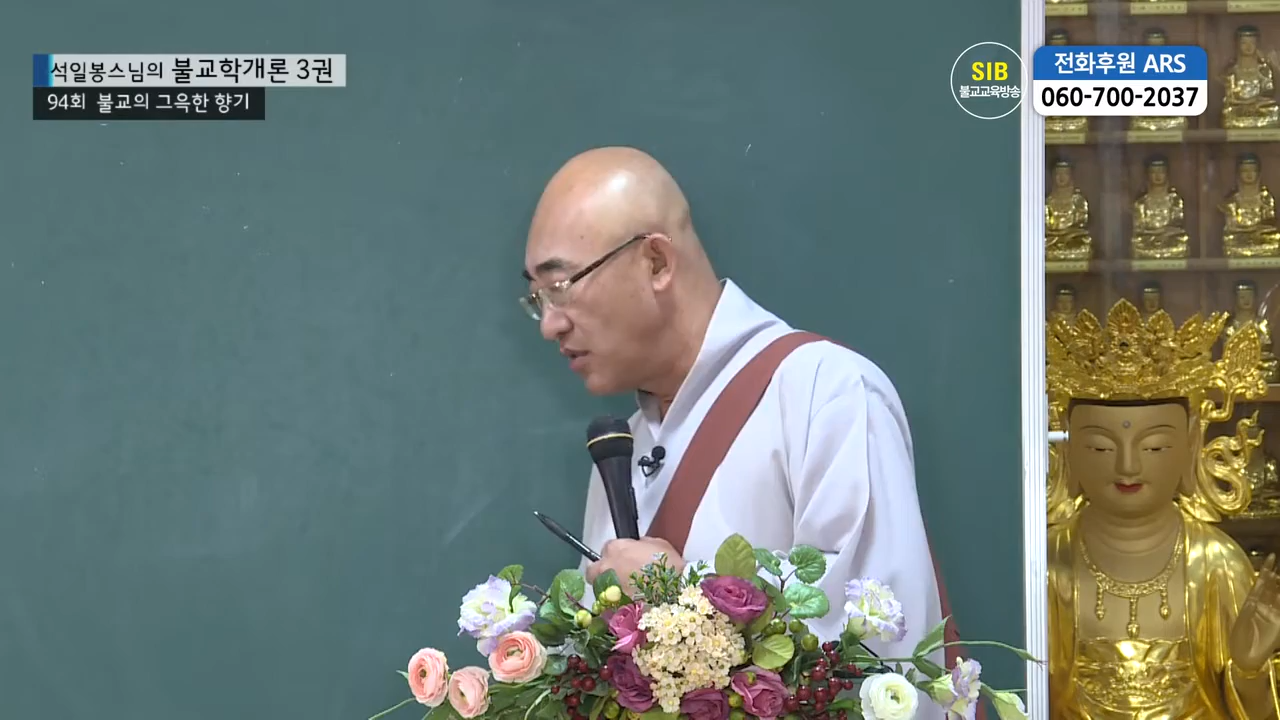 석일봉스님의 불교학개론 3권
94회 불교의 그윽한 향기
SIB
불교교육방송
전화후원 ARS
060-700-2037